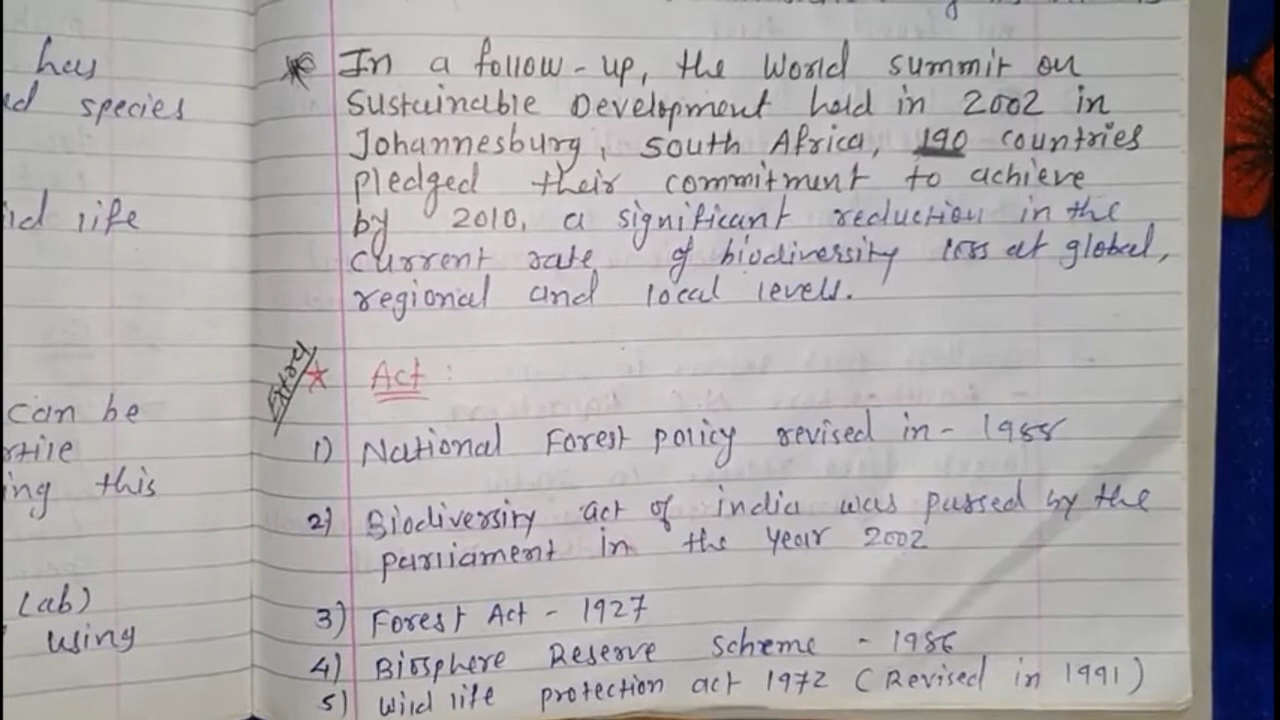 has
ed species
ild life
can be
rtile
ing this
(ab)
using
In a follow-up, the World summit on
Sustainable Development held in 2002 in
Johannesburg, South Africa, 190 countries
pledged their commitment to achieve
by 2010, a significant reduction in the
current rate of biodiversity loss at global,
regional and local levels.
Extra
* Act :
1) National Forest policy revised in - 1988
2) Biodiversity act of india was passed by the
parliament in the year 2002
3) Forest Act - 1927
4) Biosphere Reserve Scheme - 1986
5) Wild life protection act 1972 (Revised in 1991)